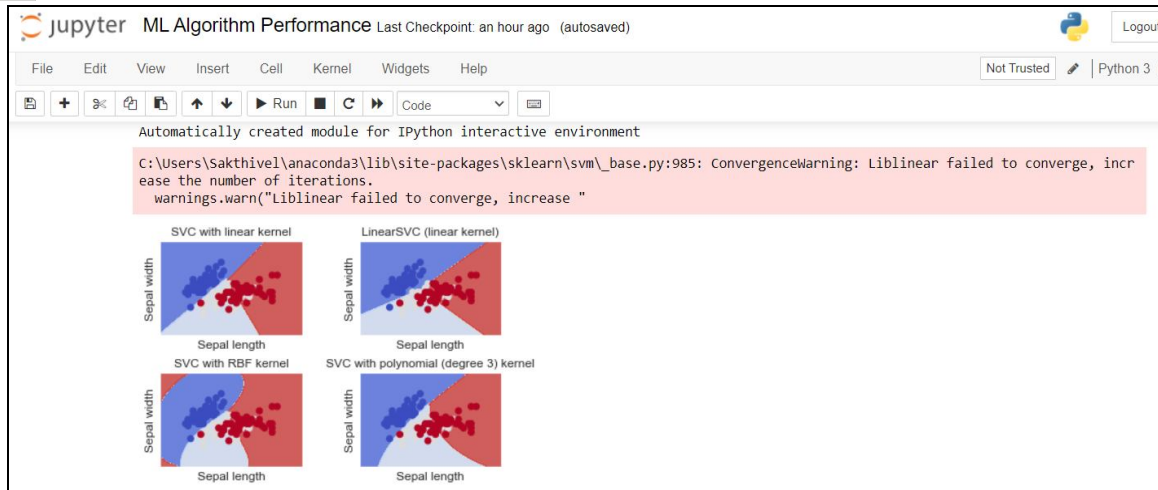 jupyter ML Algorithm Performance Last Checkpoint: an hour ago (autosaved)
Logout
File Edit View Insert Cell Kernel Widgets Help
Not Trusted Python 3
Run Code
Automatically created module for IPython interactive environment
C:\Users\Sakthivel\anaconda3\lib\site-packages\sklearn\svm\_base.py:985: ConvergenceWarning: Liblinear failed to converge, incr
ease the number of iterations.
warnings.warn("Liblinear failed to converge, increase "
SVC with linear kernel
LinearSVC (linear kernel)
Sepal width
Sepal width
Sepal length
Sepal length
SVC with RBF kernel
SVC with polynomial (degree 3) kernel
Sepal width
Sepal width
Sepal length
Sepal length